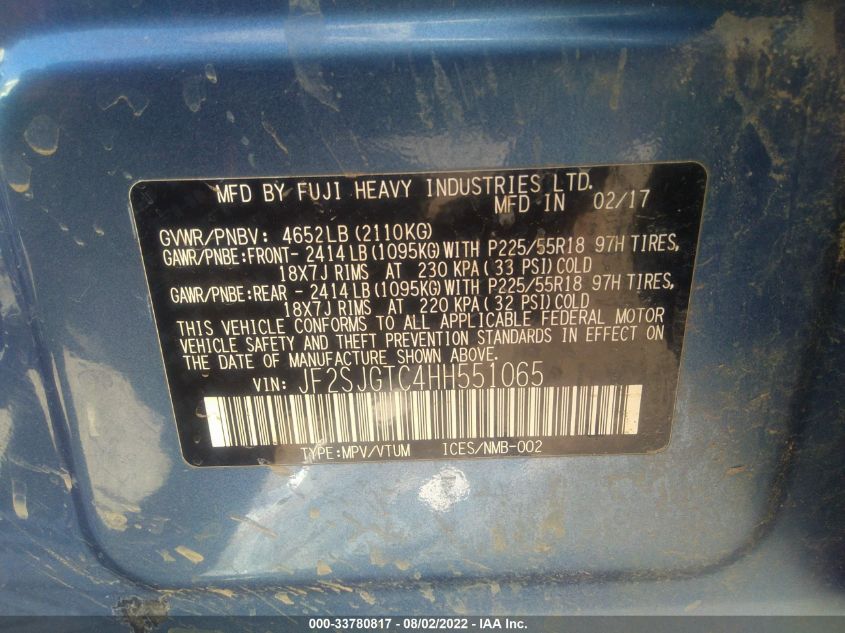 MFD BY FUJI HEAVY INDUSTRIES LTD.
MFD IN 02/17
GVWR/PNBV: 4652LB (2110KG)
GAWR/PNBE:FRONT- 2414LB (1095KG) WITH P225/55R18 97H TIRES,
18X7J RIMS AT 230 KPA (33 PSI) COLD
GAWR/PNBE:REAR - 2414LB (1095KG) WITH P225/55R18 97H TIRES,
18X7J RIMS AT 220 KPA (32 PSI) COLD
THIS VEHICLE CONFORMS TO ALL APPLICABLE FEDERAL MOTOR
VEHICLE SAFETY AND THEFT PREVENTION STANDARDS IN EFFECT ON
THE DATE OF MANUFACTURE SHOWN ABOVE.
VIN: JF2SJGTC4HH551065
TYPE:MPV/VTUM ICES/NMB-002
000-33780817 - 08/02/2022 - © IAA, Inc.